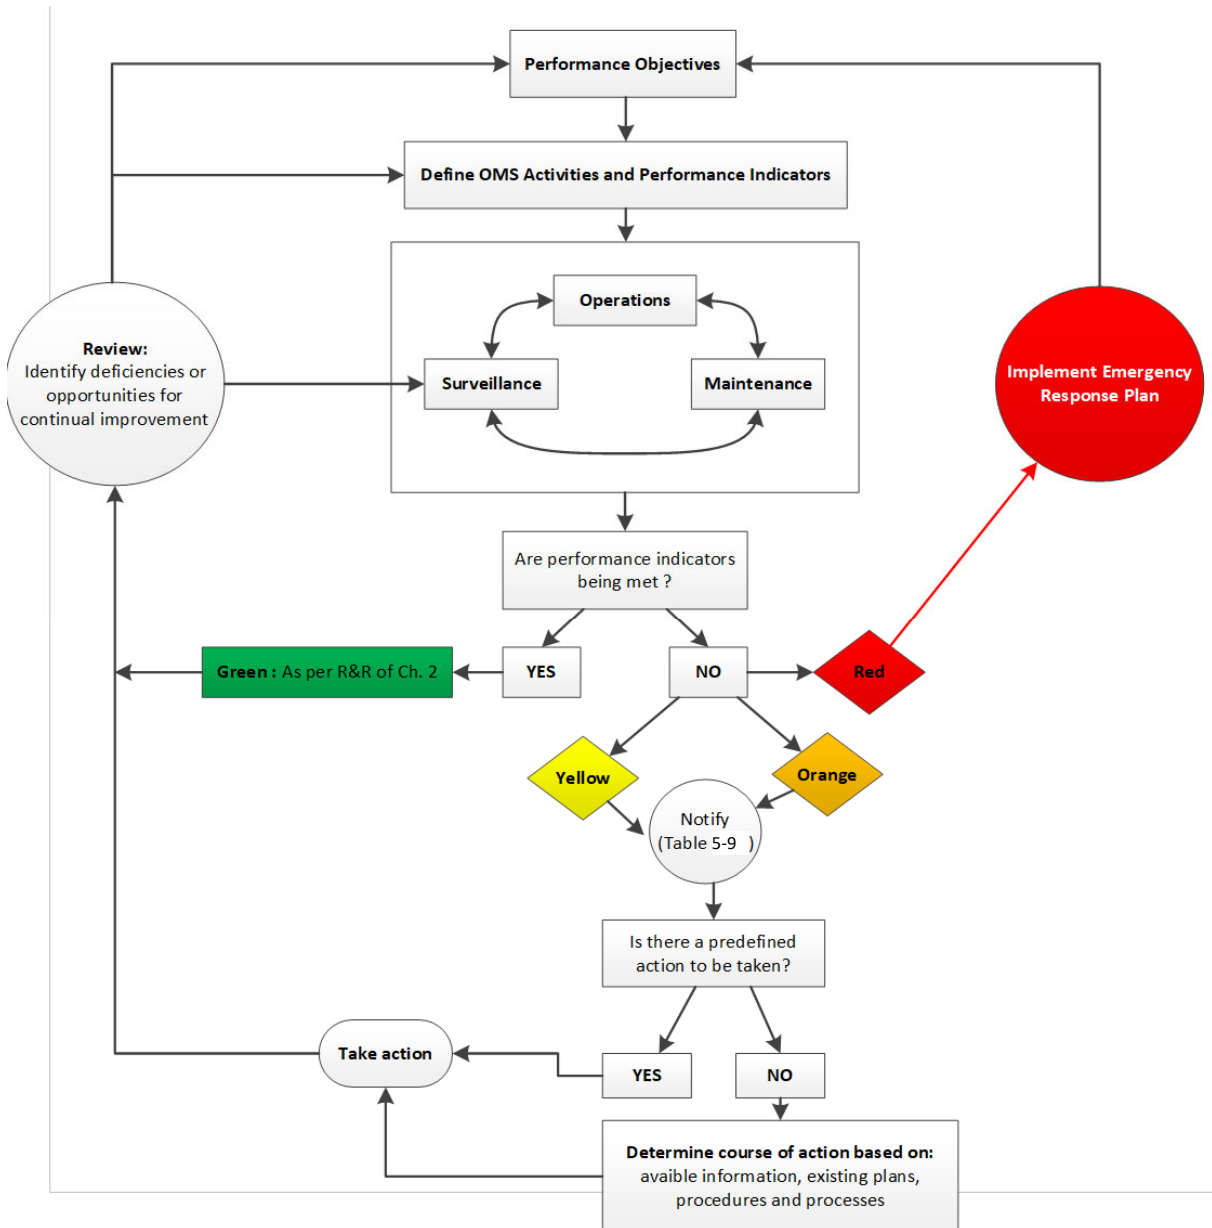 Performance Objectives
Define OMS Activities and Performance Indicators
Operations
Surveillance
Maintenance
Review:
Identify deficiencies or
opportunities for
continual improvement
Implement Emergency
Response Plan
Are performance indicators
being met ?
Green : As per R&R of Ch. 2
YES
NO
Red
Yellow
Orange
Notify
(Table 5-9 )
Is there a predefined
action to be taken?
Take action
YES
NO
Determine course of action based on:
avaible information, existing plans,
procedures and processes